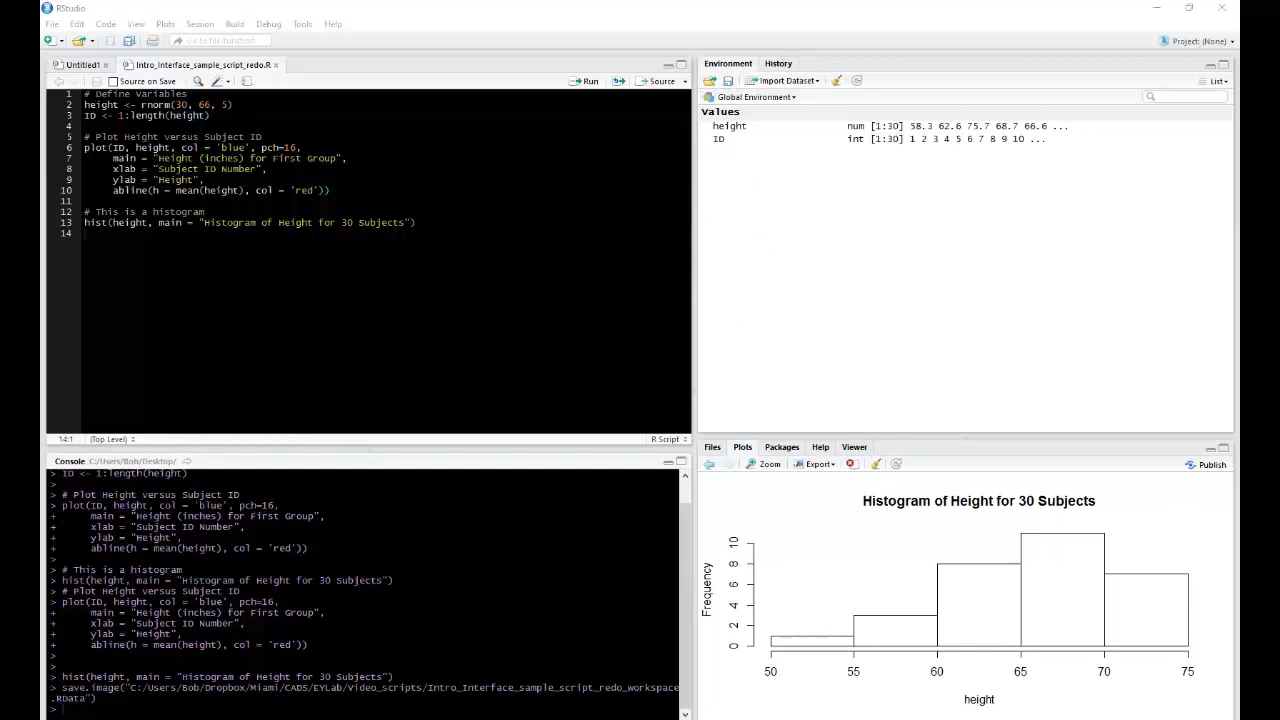 RStudio
File Edit Code View Plots Session Build Debug Tools Help
Go to file/function
Project: (None)
Untitled1 Intro_Interface_sample_script_redo.R
Source on Save Run Source
1 # Define Variables
2 height <- rnorm(30, 66, 5)
3 ID <- 1:length(height)
4
5 # Plot Height versus Subject ID
6 plot(ID, height, col = 'blue', pch=16,
7 main = "Height (inches) for First Group",
8 xlab = "Subject ID Number",
9 ylab = "Height",
10 abline(h = mean(height), col = 'red'))
11
12 # This is a histogram
13 hist(height, main = "Histogram of Height for 30 Subjects")
14
14:1 (Top Level) R Script
Console C:/Users/Bob/Desktop/
> ID <- 1:length(height)
>
> # Plot Height versus Subject ID
> plot(ID, height, col = 'blue', pch=16,
+ main = "Height (inches) for First Group",
+ xlab = "Subject ID Number",
+ ylab = "Height",
+ abline(h = mean(height), col = 'red'))
>
> # This is a histogram
> hist(height, main = "Histogram of Height for 30 Subjects")
> # Plot Height versus Subject ID
> plot(ID, height, col = 'blue', pch=16,
+ main = "Height (inches) for First Group",
+ xlab = "Subject ID Number",
+ ylab = "Height",
+ abline(h = mean(height), col = 'red'))
>
>
> hist(height, main = "Histogram of Height for 30 Subjects")
> save.image("C:/Users/Bob/Dropbox/Miami/CADS/EYLab/Video_scripts/Intro_Interface_sample_script_redo_workspace
.RData")
>
Environment History
Import Dataset List
Global Environment
Values
height num [1:30] 58.3 62.6 75.7 68.7 66.6 ...
ID int [1:30] 1 2 3 4 5 6 7 8 9 10 ...
Files Plots Packages Help Viewer
Zoom Export Publish
Histogram of Height for 30 Subjects
Frequency
10
8
6
4
2
0
50 55 60 65 70 75
height